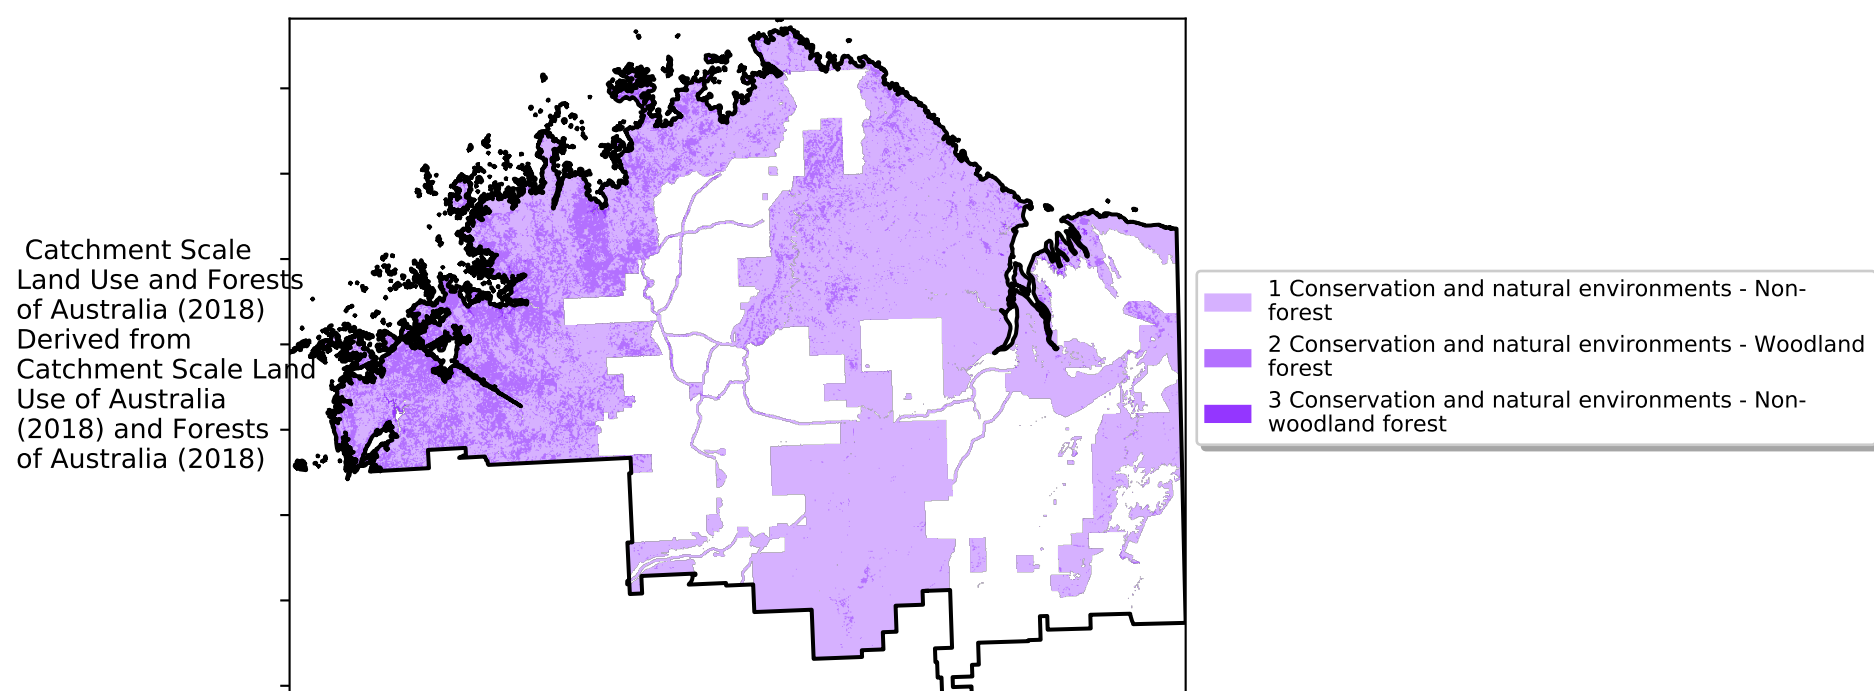 Catchment Scale
Land Use and Forests
of Australia (2018)
Derived from
Catchment Scale Land
Use of Australia
(2018) and Forests
of Australia (2018)
1 Conservation and natural environments - Non-
forest
2 Conservation and natural environments - Woodland
forest
3 Conservation and natural environments - Non-
woodland forest